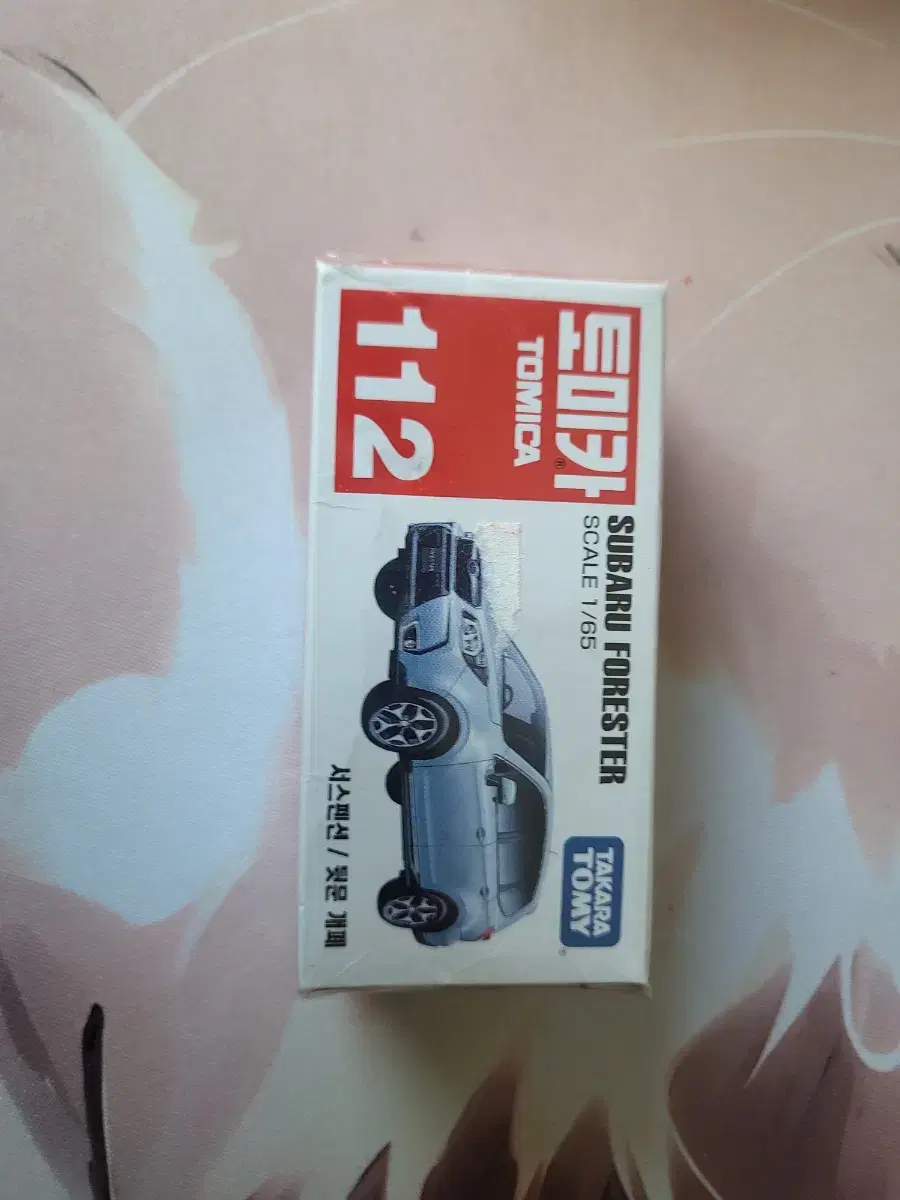 토미카®
TOMICA
112
SUBARU FORESTER
SCALE 1/65
TAKARA
TOMY®
서스펜션 / 뒷문 개폐